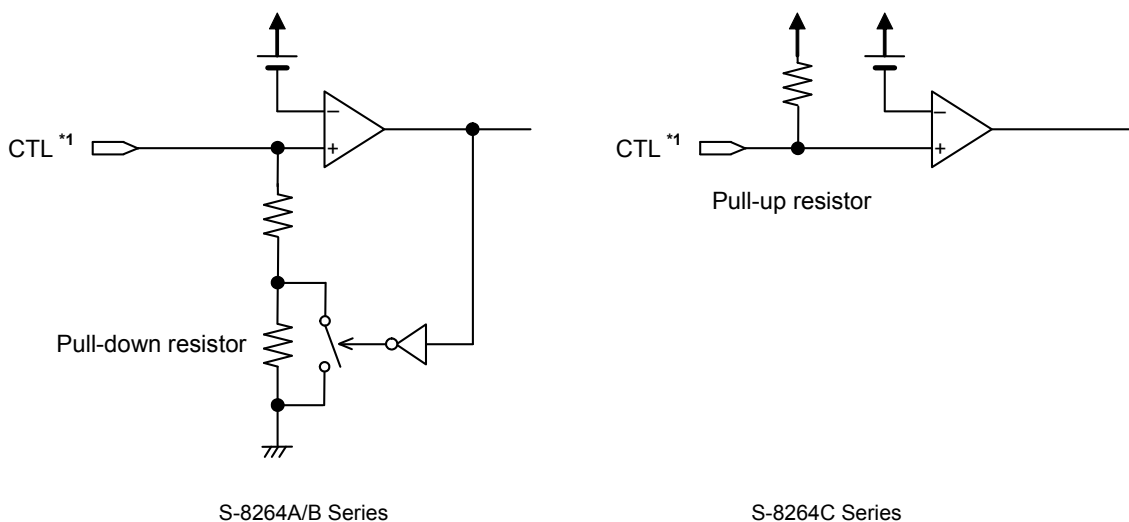 CTL *1
−
+
Pull-down resistor
S-8264A/B Series
CTL *1
−
+
Pull-up resistor
S-8264C Series